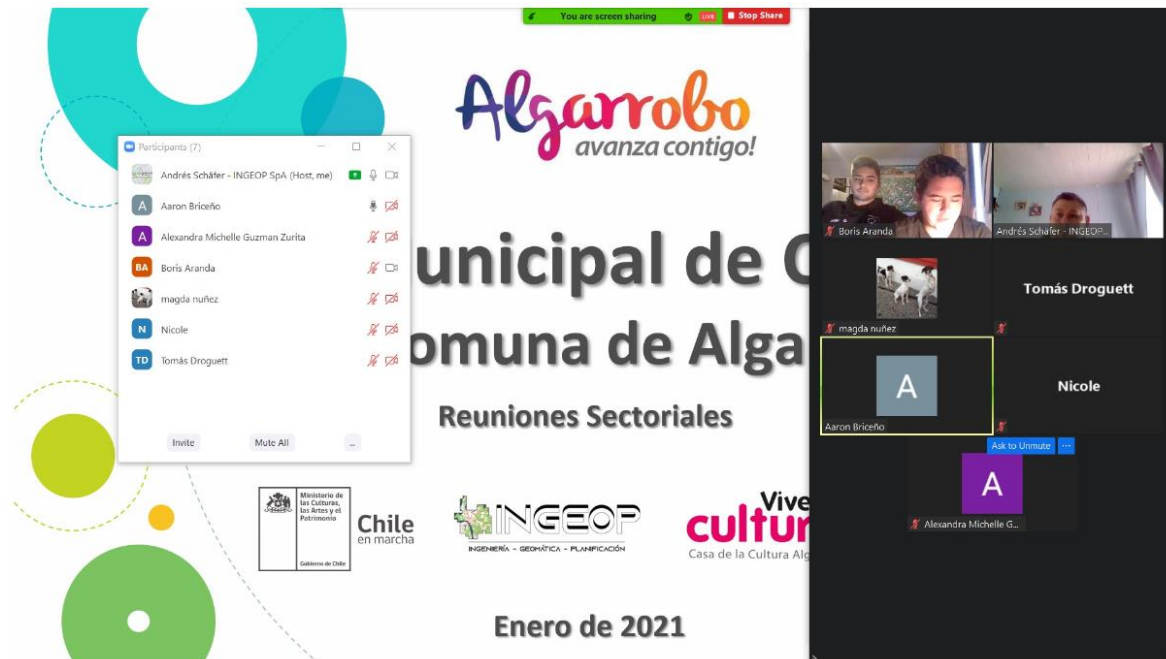 You are screen sharing
LIVE
Stop Share
Algarrobo
avanza contigo!
Participants (7)
Andrés Schäfer - INGEOP SpA (Host, me)
A
Aaron Briceño
A
Alexandra Michelle Guzman Zurita
BA
Boris Aranda
magda nuñez
N
Nicole
TD
Tomás Droguett
Invite
Mute All
...
unicipal de C
omuna de Alga
Reuniones Sectoriales
Ministerio de
las Culturas,
las Artes y el
Patrimonio
Gobierno de Chile
Chile
en marcha
INGEOP
INGENIERÍA - GEOMÁTICA - PLANIFICACIÓN
Vive
cultur
Casa de la Cultura Alg
Enero de 2021
Boris Aranda
Andrés Schäfer - INGEOP...
magda nuñez
Tomás Droguett
A
Aaron Briceño
Nicole
Ask to Unmute
...
A
Alexandra Michelle G...